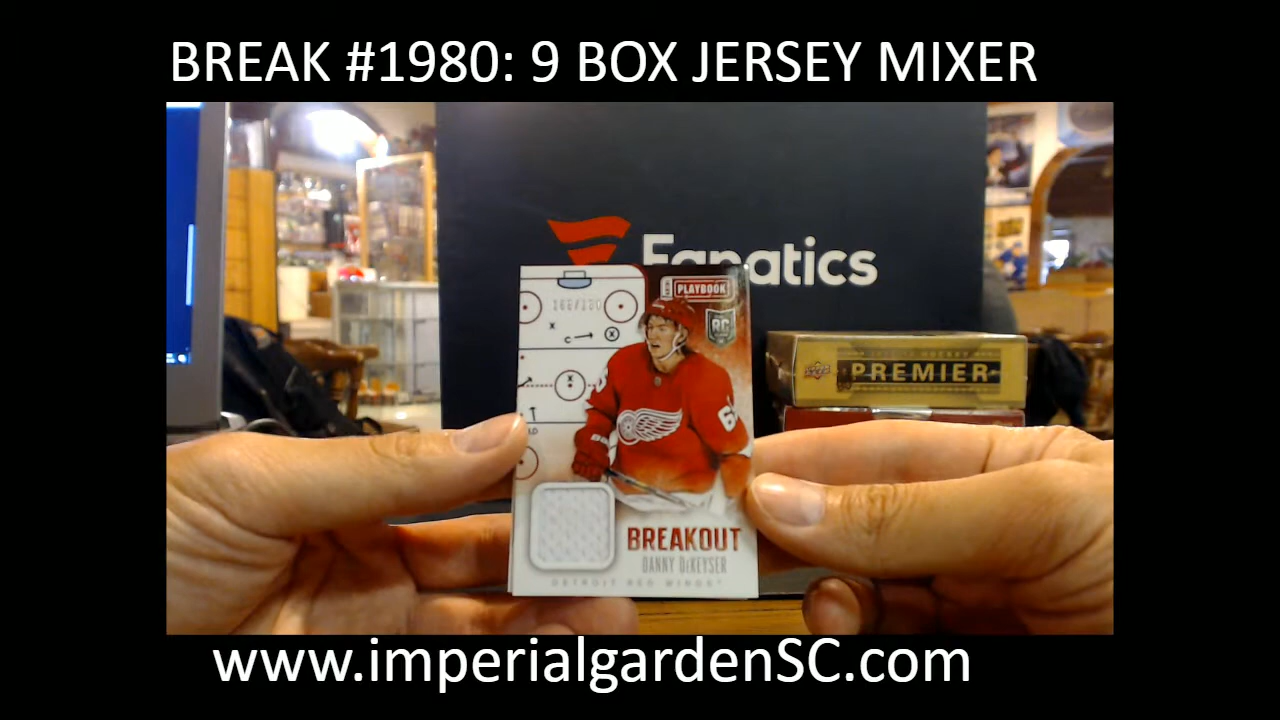 BREAK #1980: 9 BOX JERSEY MIXER
Fanatics
PLAYBOOK
RC
X
C
X
X
PREMIER
BREAKOUT
DANNY DEKEYSER
DETROIT RED WINGS
www.imperialgardenSC.com